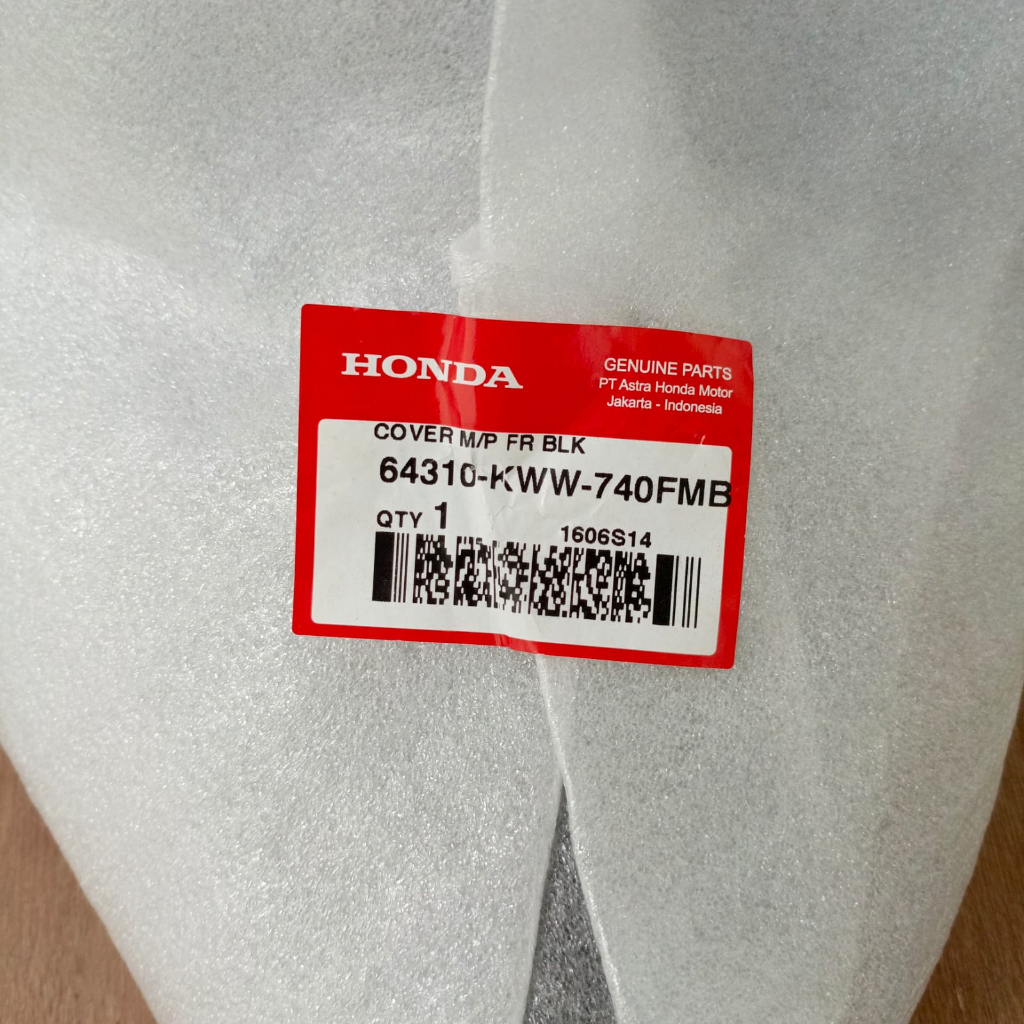 HONDA
GENUINE PARTS
PT Astra Honda Motor
Jakarta - Indonesia
COVER M/P FR BLK
64310-KWW-740FMB
QTY 1
1606S14